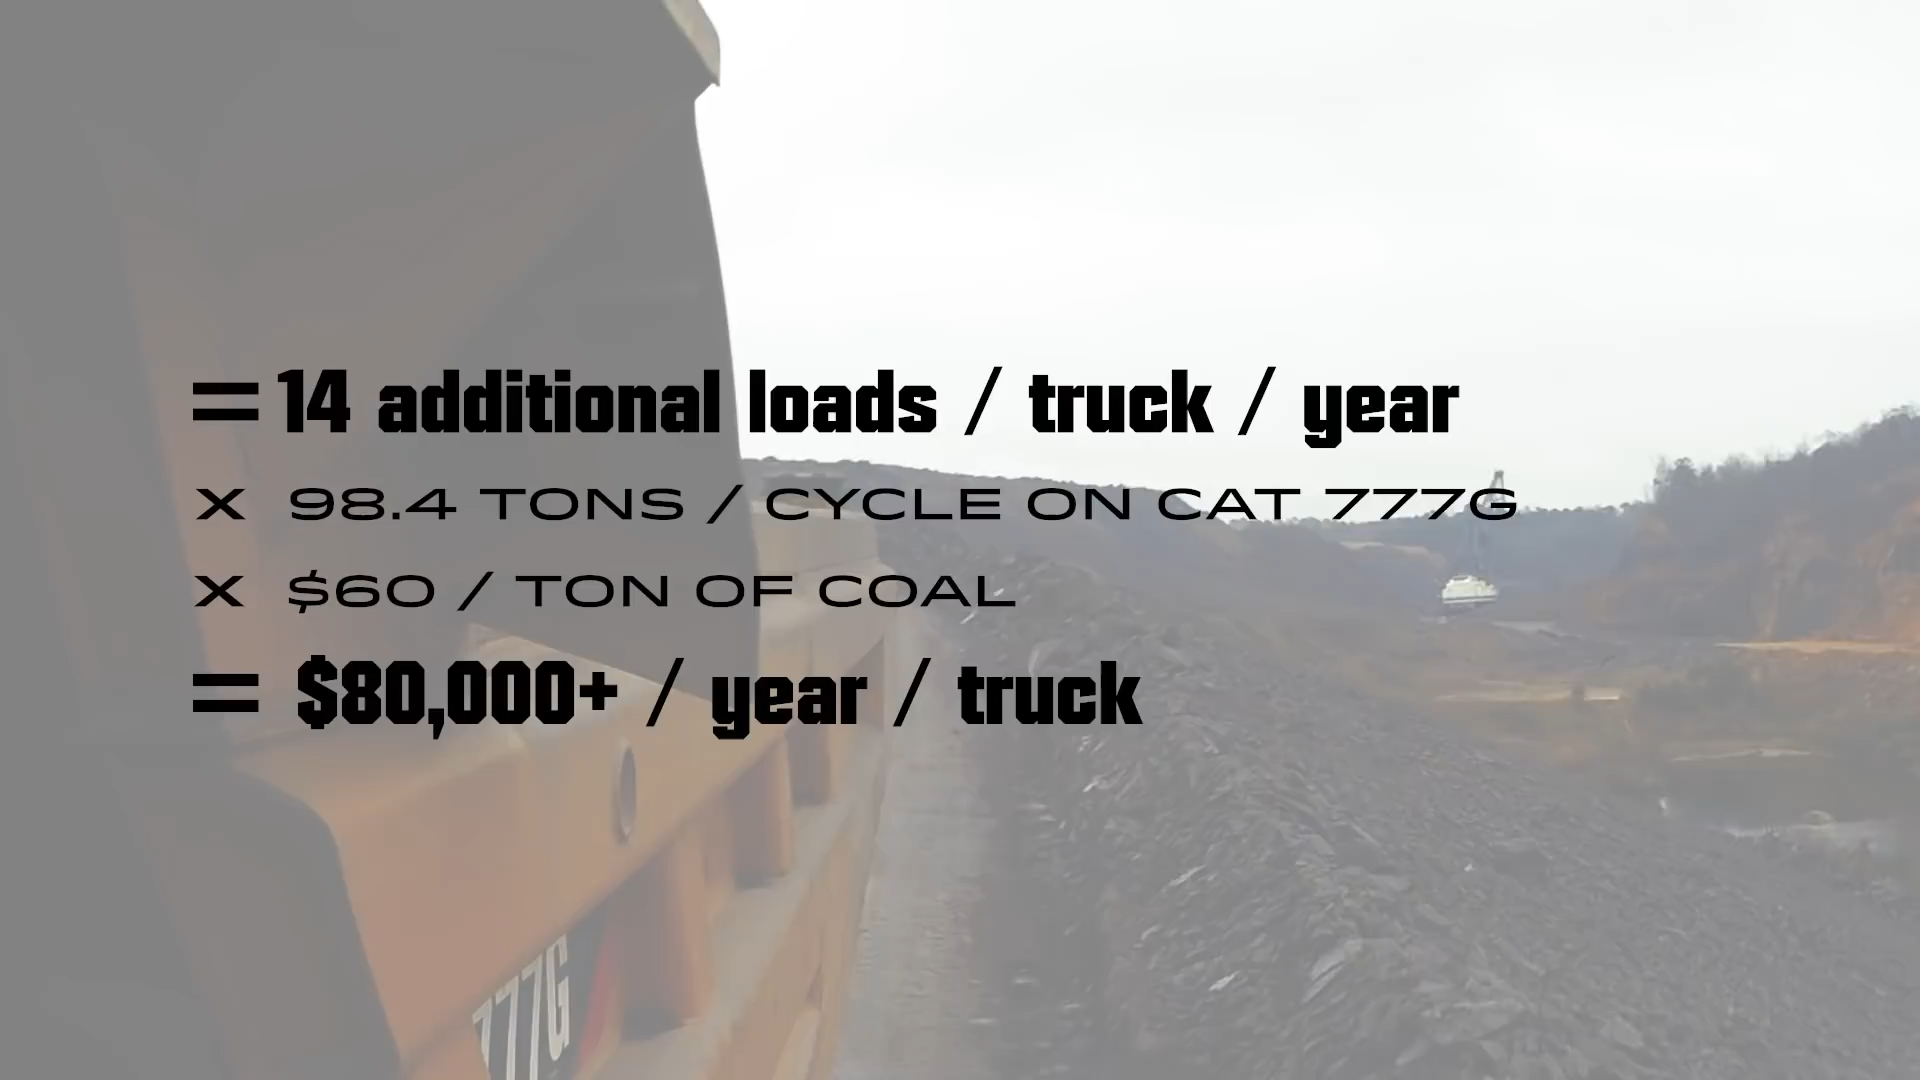 = 14 additional loads / truck / year
X 98.4 TONS / CYCLE ON CAT 777G
X $60 / TON OF COAL
= $80,000+ / year / truck
777G